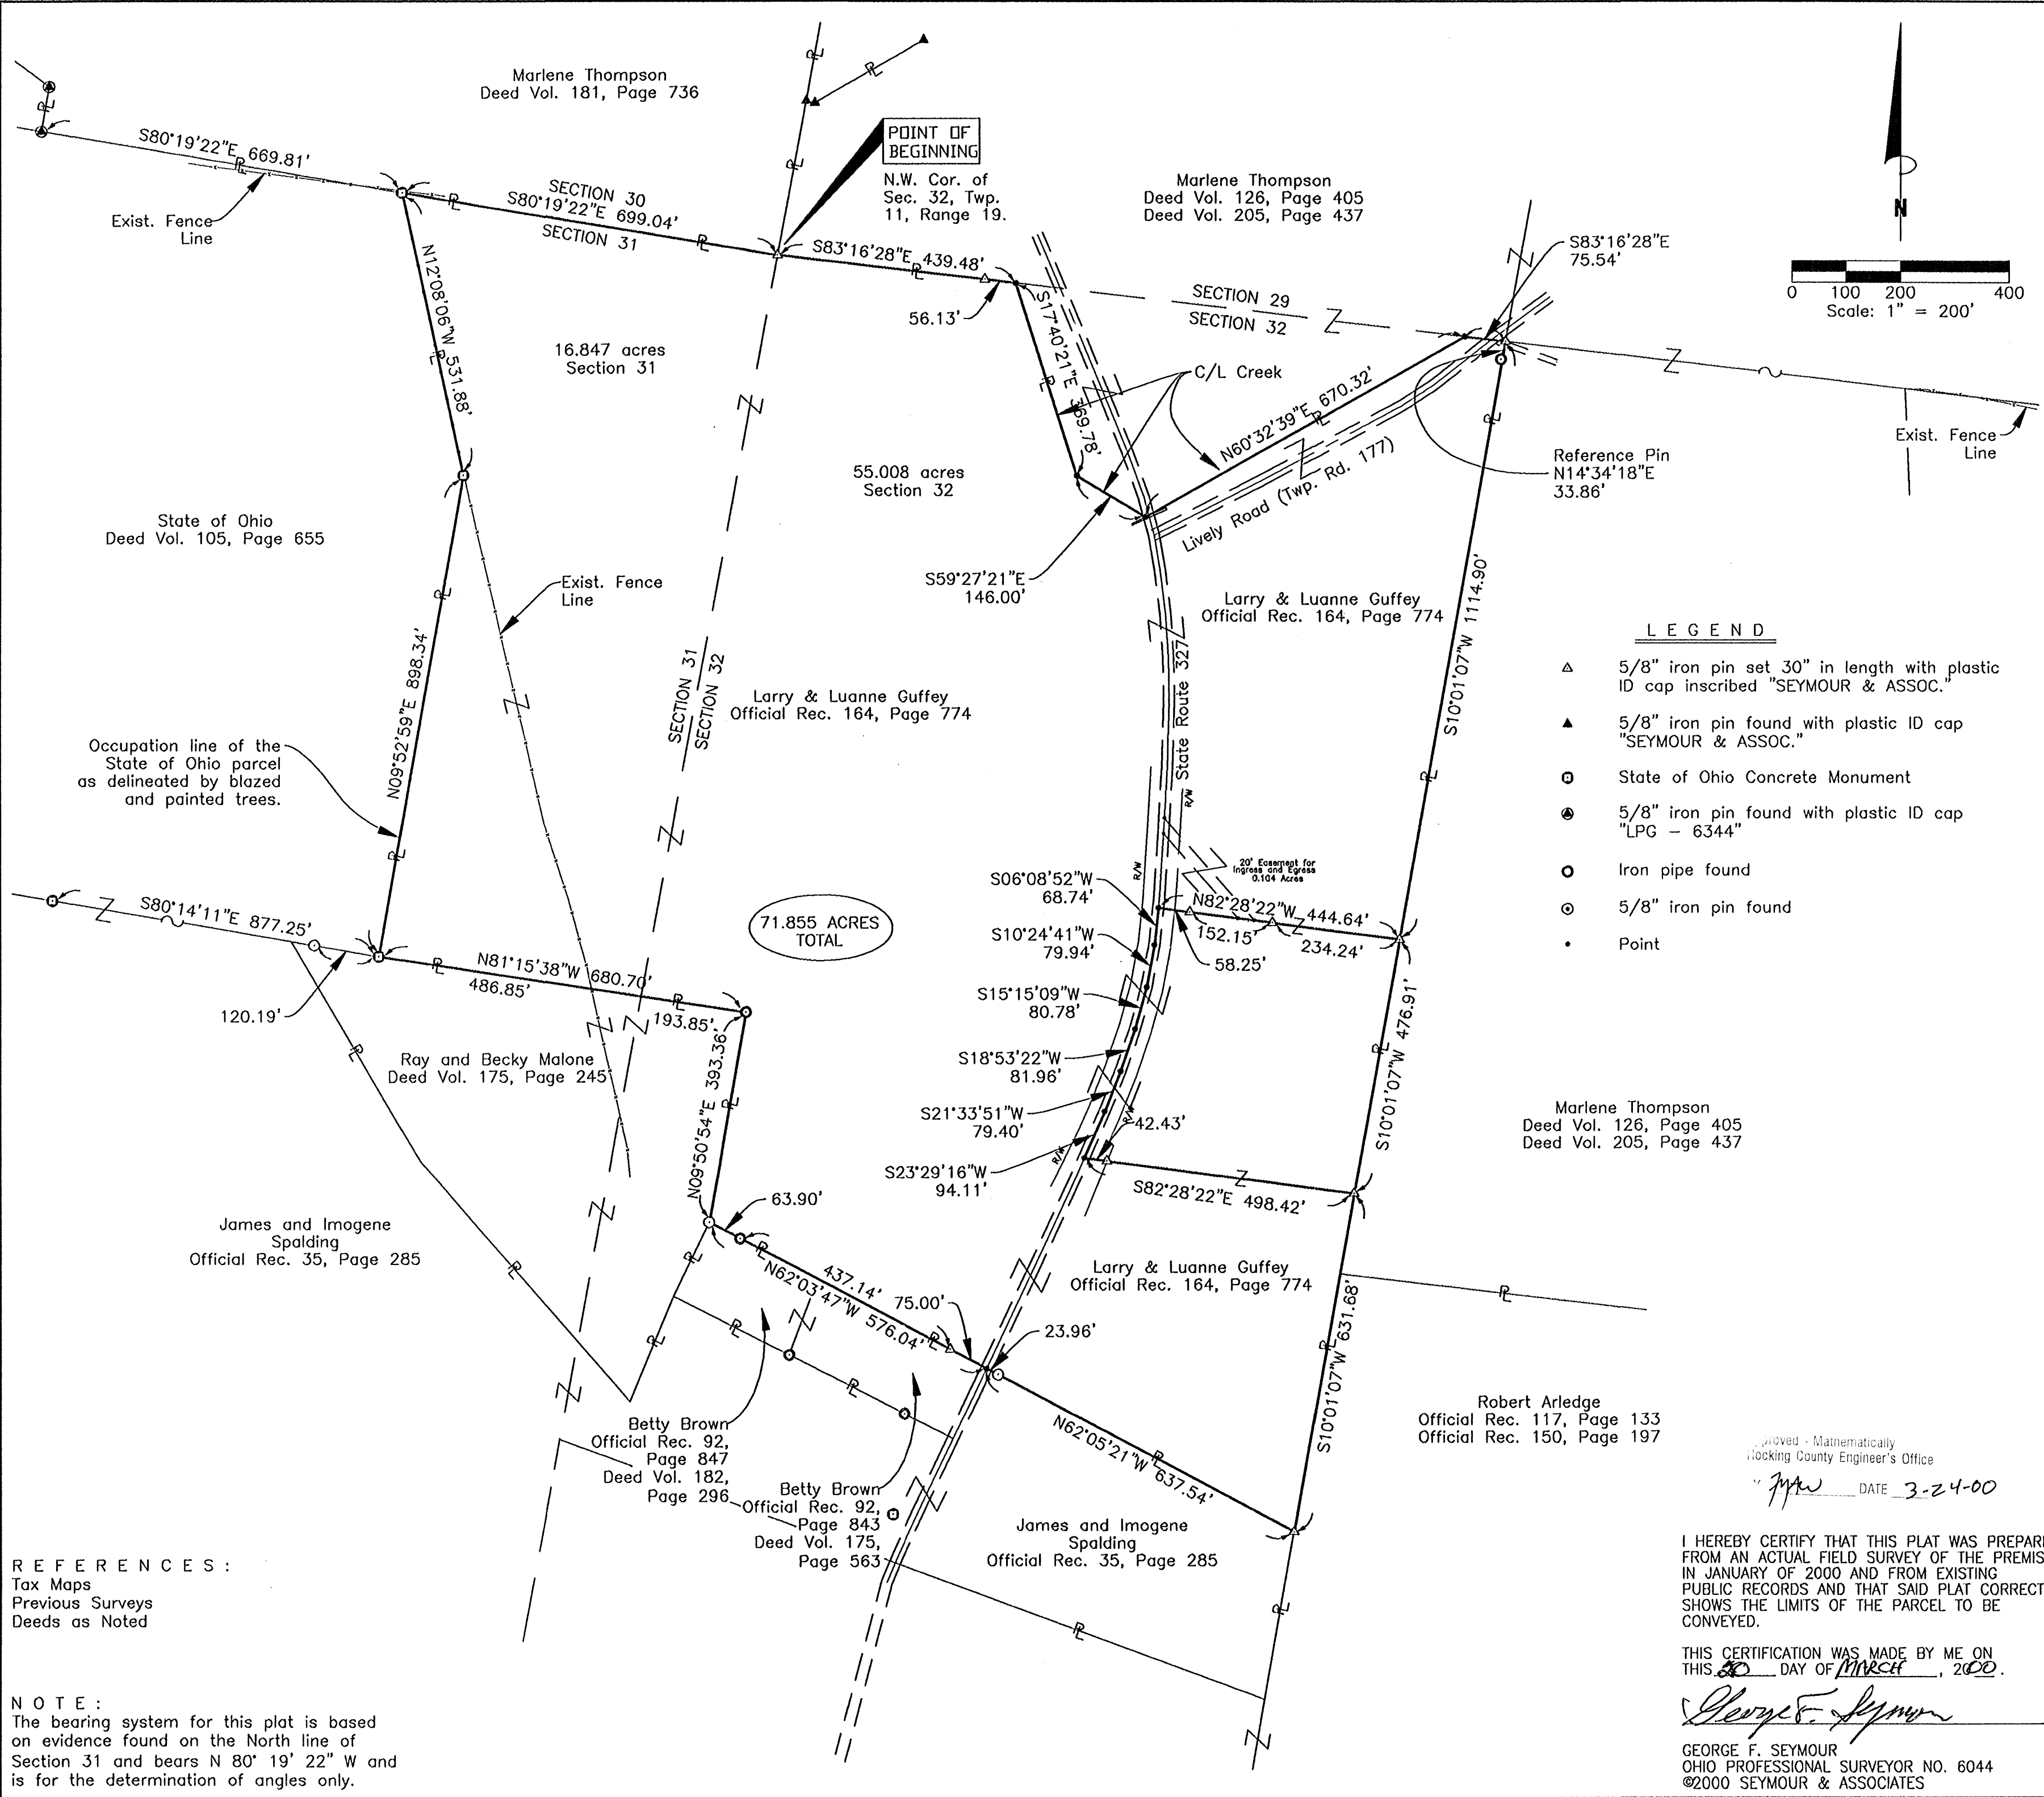 Marlene Thompson
Deed Vol. 181, Page 736
S80°19'22"E 669.81'
Exist. Fence
Line
SECTION 30
S80°19'22"E 699.04'
SECTION 31
POINT OF
BEGINNING
N.W. Cor. of
Sec. 32, Twp.
11, Range 19.
Marlene Thompson
Deed Vol. 126, Page 405
Deed Vol. 205, Page 437
S83°16'28"E 439.48'
56.13'
SECTION 29
SECTION 32
S83°16'28"E
75.54'
N
0 100 200 400
Scale: 1" = 200'
N12°08'06"W 531.88'
16.847 acres
Section 31
S17°40'21"E 369.78'
C/L Creek
N60°32'39"E 670.32'
Lively Road (Twp. Rd. 177)
Exist. Fence
Line
Reference Pin
N14°34'18"E
33.86'
55.008 acres
Section 32
State of Ohio
Deed Vol. 105, Page 655
S59°27'21"E
146.00'
Exist. Fence
Line
Larry & Luanne Guffey
Official Rec. 164, Page 774
S10°01'07"W 1114.90'
SECTION 31
SECTION 32
Larry & Luanne Guffey
Official Rec. 164, Page 774
State Route 327
N09°52'59"E 898.34'
Occupation line of the
State of Ohio parcel
as delineated by blazed
and painted trees.
LEGEND
5/8" iron pin set 30" in length with plastic
ID cap inscribed "SEYMOUR & ASSOC."
5/8" iron pin found with plastic ID cap
"SEYMOUR & ASSOC."
State of Ohio Concrete Monument
5/8" iron pin found with plastic ID cap
"LPG - 6344"
Iron pipe found
5/8" iron pin found
Point
R/W
R/W
20' Easement for
Ingress and Egress
0.104 Acres
S06°08'52"W
68.74'
N82°28'22"W 444.64'
152.15'
234.24'
58.25'
S10°24'41"W
79.94'
S15°15'09"W
80.78'
S18°53'22"W
81.96'
S21°33'51"W
79.40'
S23°29'16"W
94.11'
R/W
R/W
42.43'
S82°28'22"E 498.42'
S10°01'07"W 476.91'
71.855 ACRES
TOTAL
S80°14'11"E 877.25'
120.19'
N81°15'38"W 680.70'
486.85'
193.85'
Ray and Becky Malone
Deed Vol. 175, Page 245
N09°50'54"E 393.36'
63.90'
Marlene Thompson
Deed Vol. 126, Page 405
Deed Vol. 205, Page 437
James and Imogene
Spalding
Official Rec. 35, Page 285
437.14'
N62°03'47"W 576.04'
75.00'
23.96'
Larry & Luanne Guffey
Official Rec. 164, Page 774
S10°01'07"W 631.68'
N62°05'21"W 637.54'
Betty Brown
Official Rec. 92,
Page 847
Deed Vol. 182,
Page 296
Betty Brown
Official Rec. 92,
Page 843
Deed Vol. 175,
Page 563
James and Imogene
Spalding
Official Rec. 35, Page 285
Robert Arledge
Official Rec. 117, Page 133
Official Rec. 150, Page 197
Mathematically
Hocking County Engineer's Office
DATE 3-24-00
I HEREBY CERTIFY THAT THIS PLAT WAS PREPARE
FROM AN ACTUAL FIELD SURVEY OF THE PREMIS
IN JANUARY OF 2000 AND FROM EXISTING
PUBLIC RECORDS AND THAT SAID PLAT CORRECT
SHOWS THE LIMITS OF THE PARCEL TO BE
CONVEYED.
THIS CERTIFICATION WAS MADE BY ME ON
THIS 20 DAY OF MARCH, 2000.
George F. Seymour
GEORGE F. SEYMOUR
OHIO PROFESSIONAL SURVEYOR NO. 6044
©2000 SEYMOUR & ASSOCIATES
REFERENCES:
Tax Maps
Previous Surveys
Deeds as Noted
NOTE:
The bearing system for this plat is based
on evidence found on the North line of
Section 31 and bears N 80° 19' 22" W and
is for the determination of angles only.